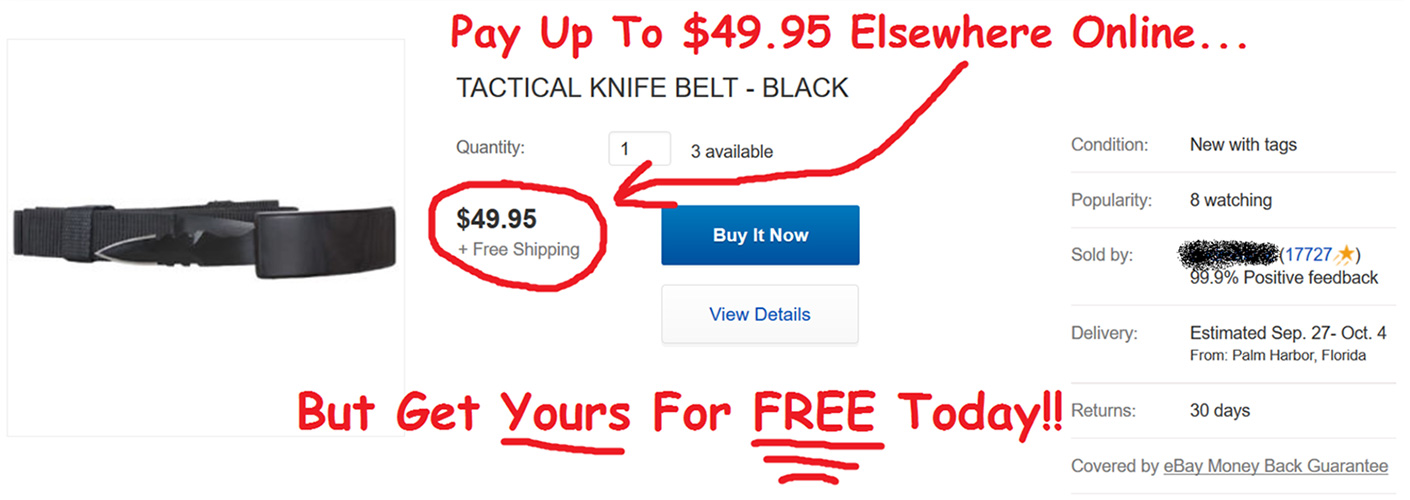 Pay Up To $49.95 Elsewhere Online...
TACTICAL KNIFE BELT - BLACK
Quantity: 1 3 available
$49.95
+ Free Shipping
Buy It Now
View Details
Condition: New with tags
Popularity: 8 watching
Sold by: (17727)
99.9% Positive feedback
Delivery: Estimated Sep. 27- Oct. 4
From: Palm Harbor, Florida
Returns: 30 days
Covered by eBay Money Back Guarantee
But Get Yours For FREE Today!!